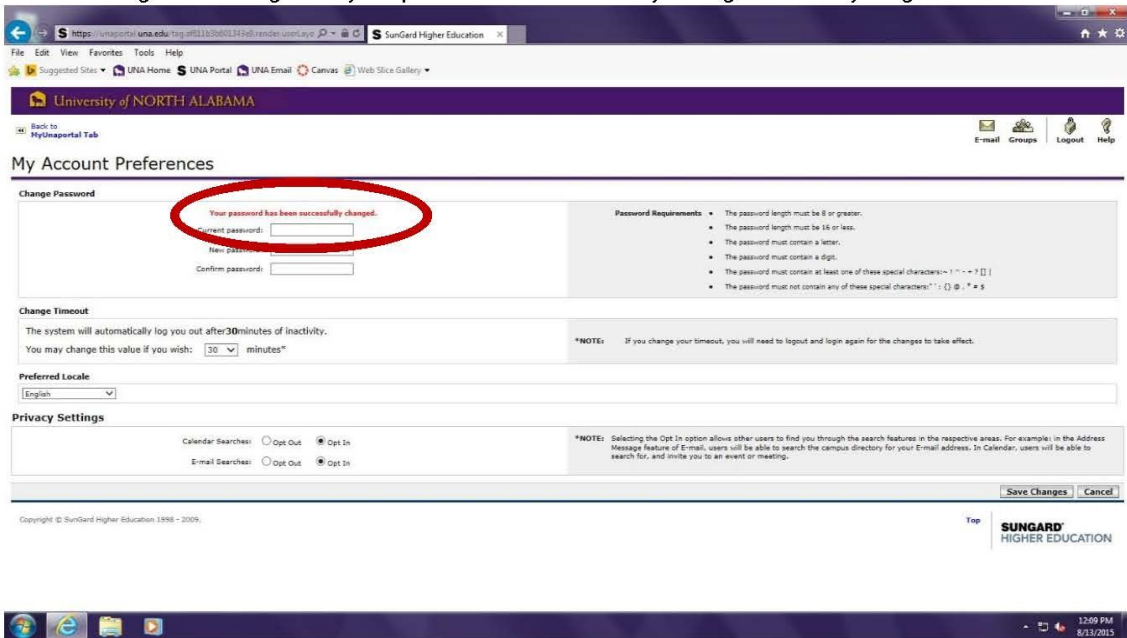 https://unaportal.una.edu/tag.
SunGard Higher Education
File Edit View Favorites Tools Help
Suggested Sites UNA Home UNA Portal UNA Email Canvas Web Slice Gallery
University of NORTH ALABAMA
Back to
MyUnaportal Tab
E-mail Groups Logout Help
My Account Preferences
Change Password
Your password has been successfully changed.
Current password:
New password:
Confirm password:
Password Requirements
• The password length must be 8 or greater.
• The password length must be 16 or less.
• The password must contain a letter.
• The password must contain a digit.
• The password must contain at least one of these special characters:~ ! ^ - + ? [] |
• The password must not contain any of these special characters:
Change Timeout
The system will automatically log you out after30minutes of inactivity.
You may change this value if you wish: 30 minutes*
*NOTE: If you change your timeout, you will need to logout and login again for the changes to take effect.
Preferred Locale
English
Privacy Settings
Calendar Searches: Opt Out Opt In
E-mail Searches: Opt Out Opt In
*NOTE: Selecting the Opt In option allows other users to find you through the search features in the respective areas. For example: in the Address
Message feature of E-mail, users will be able to search the campus directory for your E-mail address. In Calendar, users will be able to
search for, and invite you to an event or meeting.
Save Changes Cancel
Copyright © SunGard Higher Education 1998 - 2009.
Top
SUNGARD
HIGHER EDUCATION
12:09 PM
8/13/2015